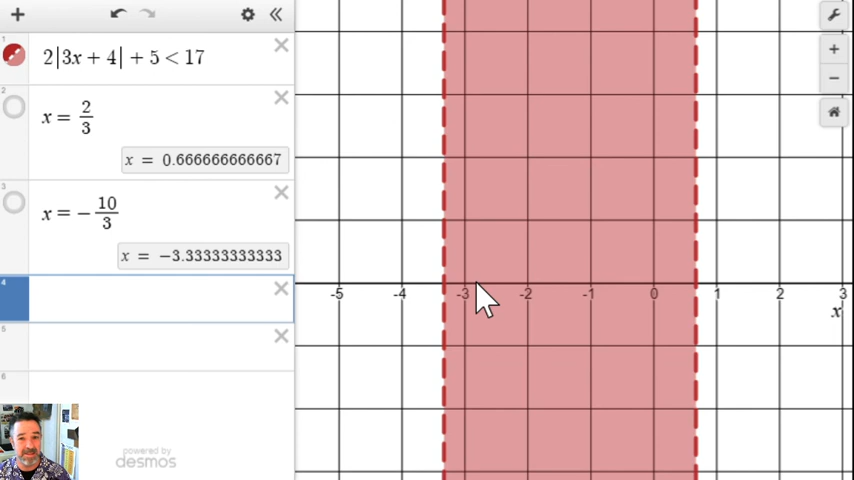 1
2|3x + 4| + 5 < 17
2
x = 2/3
x = 0.666666666667
3
x = − 10/3
x = −3.33333333333
4
5
6
powered by
desmos
-5 -4 -3 -2 -1 0 1 2 3
x